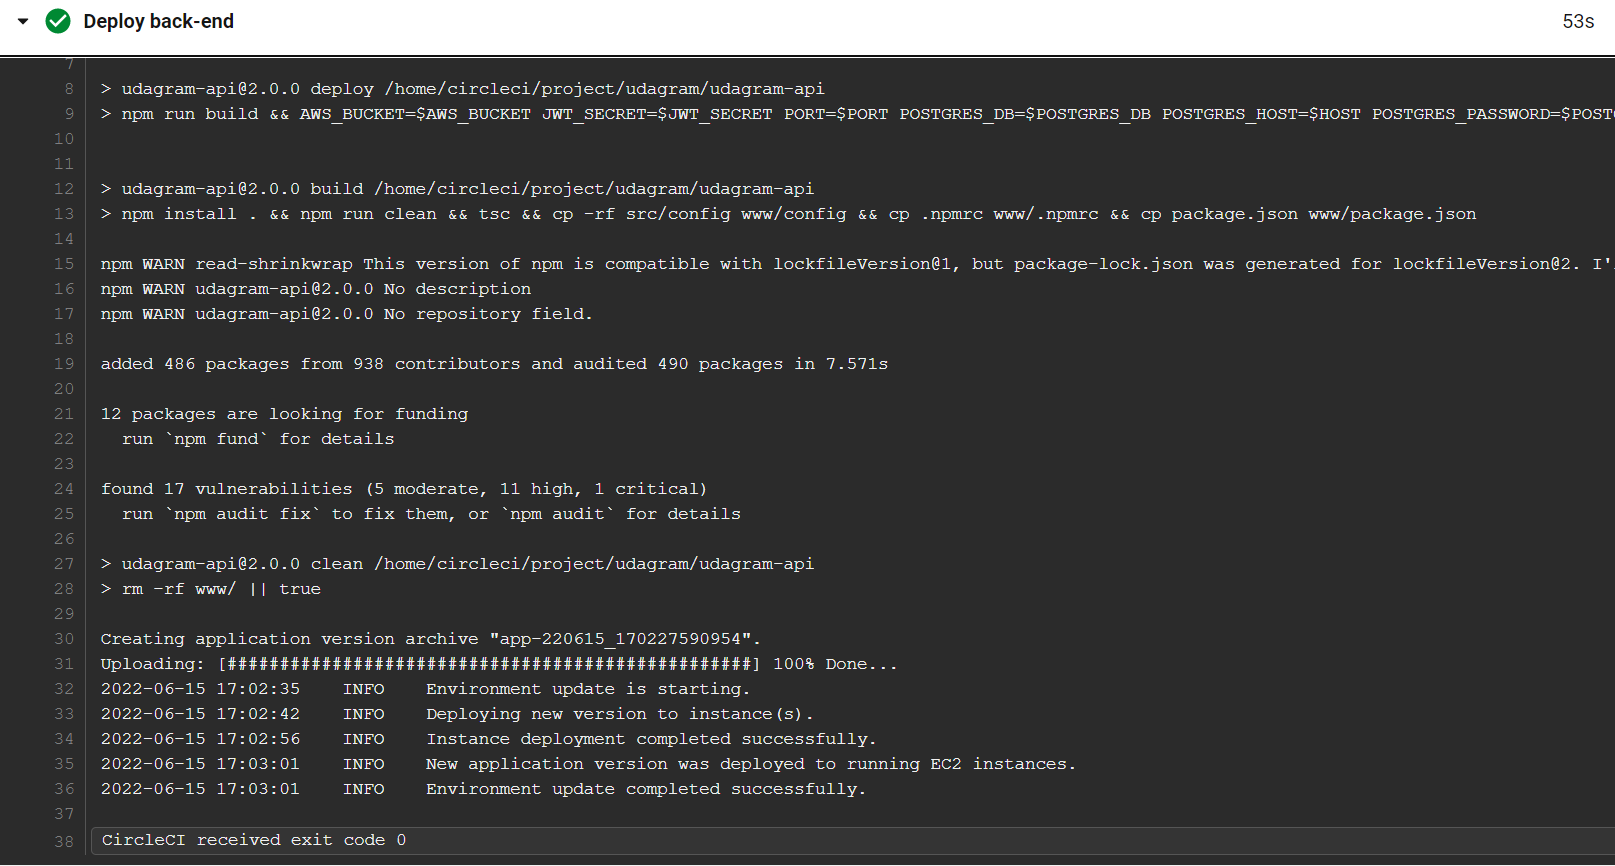 Deploy back-end
53s
7
8 > udagram-api@2.0.0 deploy /home/circleci/project/udagram/udagram-api
9 > npm run build && AWS_BUCKET=$AWS_BUCKET JWT_SECRET=$JWT_SECRET PORT=$PORT POSTGRES_DB=$POSTGRES_DB POSTGRES_HOST=$HOST POSTGRES_PASSWORD=$POST
10
11
12 > udagram-api@2.0.0 build /home/circleci/project/udagram/udagram-api
13 > npm install . && npm run clean && tsc && cp -rf src/config www/config && cp .npmrc www/.npmrc && cp package.json www/package.json
14
15 npm WARN read-shrinkwrap This version of npm is compatible with lockfileVersion@1, but package-lock.json was generated for lockfileVersion@2. I'
16 npm WARN udagram-api@2.0.0 No description
17 npm WARN udagram-api@2.0.0 No repository field.
18
19 added 486 packages from 938 contributors and audited 490 packages in 7.571s
20
21 12 packages are looking for funding
22   run `npm fund` for details
23
24 found 17 vulnerabilities (5 moderate, 11 high, 1 critical)
25   run `npm audit fix` to fix them, or `npm audit` for details
26
27 > udagram-api@2.0.0 clean /home/circleci/project/udagram/udagram-api
28 > rm -rf www/ || true
29
30 Creating application version archive "app-220615_170227590954".
31 Uploading: [##################################################] 100% Done...
32 2022-06-15 17:02:35    INFO    Environment update is starting.
33 2022-06-15 17:02:42    INFO    Deploying new version to instance(s).
34 2022-06-15 17:02:56    INFO    Instance deployment completed successfully.
35 2022-06-15 17:03:01    INFO    New application version was deployed to running EC2 instances.
36 2022-06-15 17:03:01    INFO    Environment update completed successfully.
37
38 CircleCI received exit code 0